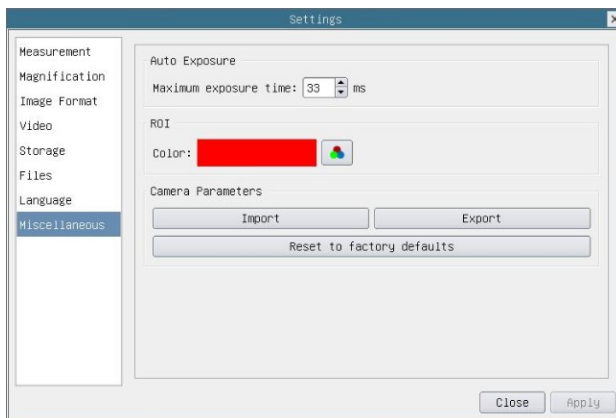 Settings
Measurement
Magnification
Image Format
Video
Storage
Files
Language
Miscellaneous
Auto Exposure
Maximum exposure time: 33 ms
ROI
Color:
Camera Parameters
Import Export
Reset to factory defaults
Close Apply